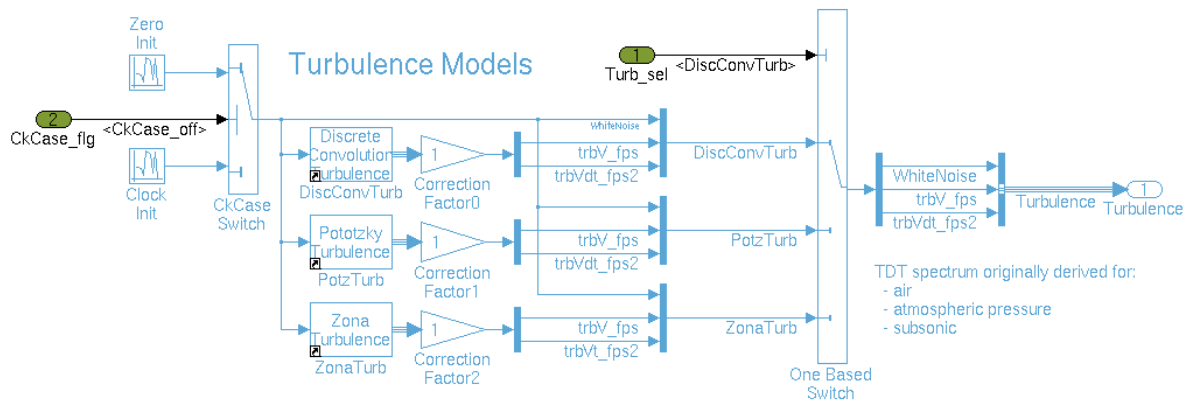 Zero
Init
Turbulence Models
1
Turb_sel
<DiscConvTurb>
2
CkCase_flg
<CkCase_off>
Clock
Init
CkCase
Switch
WhiteNoise
Discrete
Convolution
Turbulence
DiscConvTurb
1
Correction
Factor0
trbV_fps
trbVdt_fps2
DiscConvTurb
Pototzky
Turbulence
PotzTurb
1
Correction
Factor1
trbV_fps
trbVdt_fps2
PotzTurb
Zona
Turbulence
ZonaTurb
1
Correction
Factor2
trbV_fps
trbVt_fps2
ZonaTurb
One Based
Switch
WhiteNoise
trbV_fps
trbVdt_fps2
Turbulence
1
Turbulence
TDT spectrum originally derived for:
- air
- atmospheric pressure
- subsonic